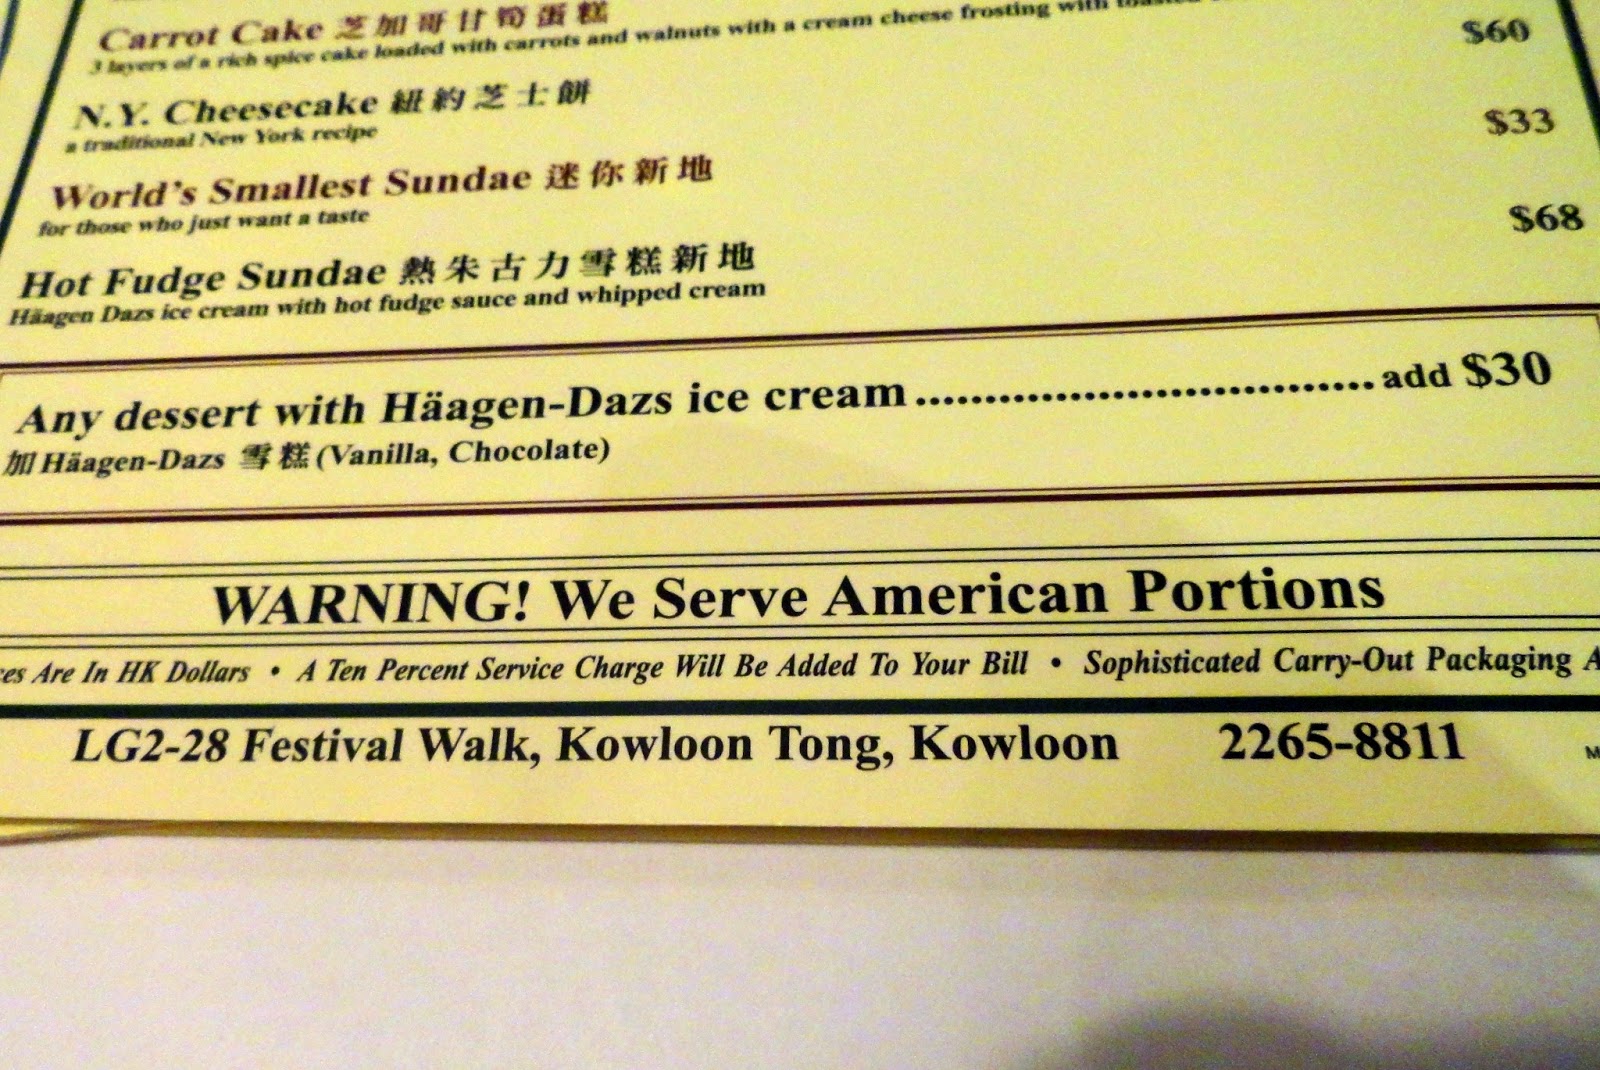 Carrot Cake 芝加哥甘筍蛋糕
3 layers of a rich spice cake loaded with carrots and walnuts with a cream cheese frosting with toasted
N.Y. Cheesecake 紐約芝士餅 $60
a traditional New York recipe
World's Smallest Sundae 迷你新地 $33
for those who just want a taste
Hot Fudge Sundae 熱朱古力雪糕新地 $68
Häagen Dazs ice cream with hot fudge sauce and whipped cream
Any dessert with Häagen-Dazs ice cream.................................add $30
加 Häagen-Dazs 雪糕 (Vanilla, Chocolate)
WARNING! We Serve American Portions
ces Are In HK Dollars • A Ten Percent Service Charge Will Be Added To Your Bill • Sophisticated Carry-Out Packaging A
LG2-28 Festival Walk, Kowloon Tong, Kowloon 2265-8811
M